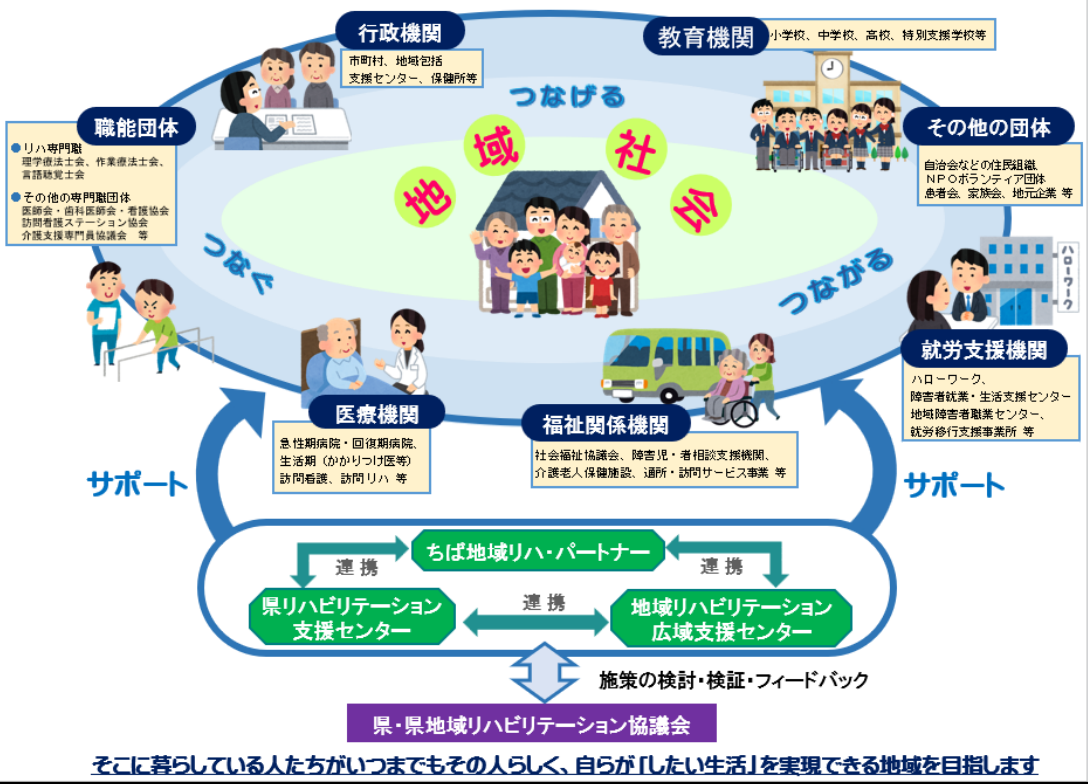 行政機関
市町村、地域包括
支援センター、保健所等
教育機関
小学校、中学校、高校、特別支援学校等
つなげる
職能団体
●リハ専門職
理学療法士会、作業療法士会、
言語聴覚士会
●その他の専門職団体
医師会・歯科医師会・看護協会
訪問看護ステーション協会
介護支援専門員協議会　等
その他の団体
自治会などの住民組織、
ＮＰＯボランティア団体
患者会、家族会、地元企業 等
地域社会
つなぐ
つながる
ハローワーク
就労支援機関
ハローワーク、
障害者就業・生活支援センター
地域障害者職業センター、
就労移行支援事業所 等
医療機関
急性期病院・回復期病院、
生活期（かかりつけ医等）
訪問看護、訪問リハ 等
福祉関係機関
社会福祉協議会、障害児・者相談支援機関、
介護老人保健施設、通所・訪問サービス事業 等
サポート
サポート
ちば地域リハ・パートナー
連携
連携
県リハビリテーション
支援センター
連携
地域リハビリテーション
広域支援センター
施策の検討・検証・フィードバック
県・県地域リハビリテーション協議会
そこに暮らしている人たちがいつまでもその人らしく、自らが「したい生活」を実現できる地域を目指します